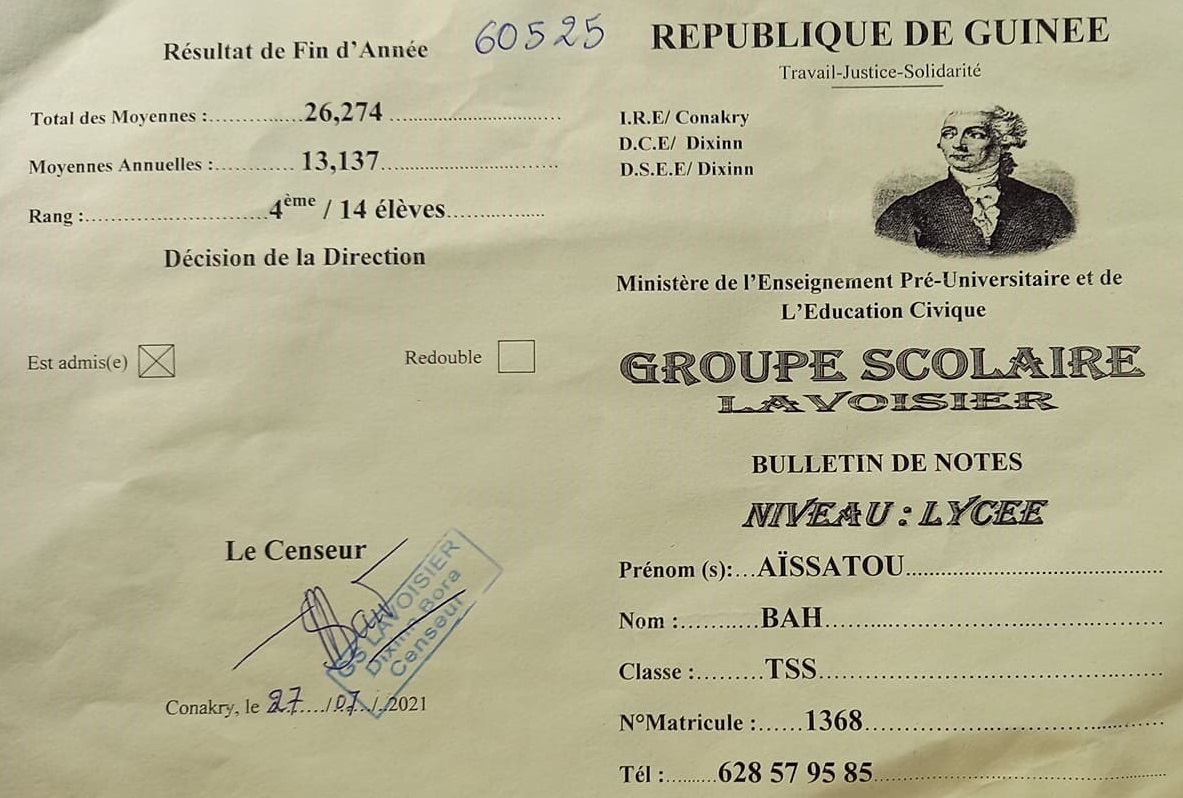 Résultat de Fin d'Année
60525
Total des Moyennes :..............26,274..............................
Moyennes Annuelles :........... 13,137...............................
Rang :................................4ème / 14 élèves.................
Décision de la Direction
Est admis(e)
Redouble
Le Censeur
GS LAVOISIER
Dixinn Bora
Censeur
Conakry, le 27..../07../..2021
REPUBLIQUE DE GUINEE
Travail-Justice-Solidarité
I.R.E/ Conakry
D.C.E/ Dixinn
D.S.E.E/ Dixinn
Ministère de l'Enseignement Pré-Universitaire et de
L'Education Civique
GROUPE SCOLAIRE
LAVOISIER
BULLETIN DE NOTES
NIVEAU : LYCEE
Prénom (s):...AÏSSATOU.............................................
Nom :...........BAH...........................................................
Classe :.........TSS............................................................
N°Matricule :......1368.....................................................
Tél :.........628 57 95 85....................................................